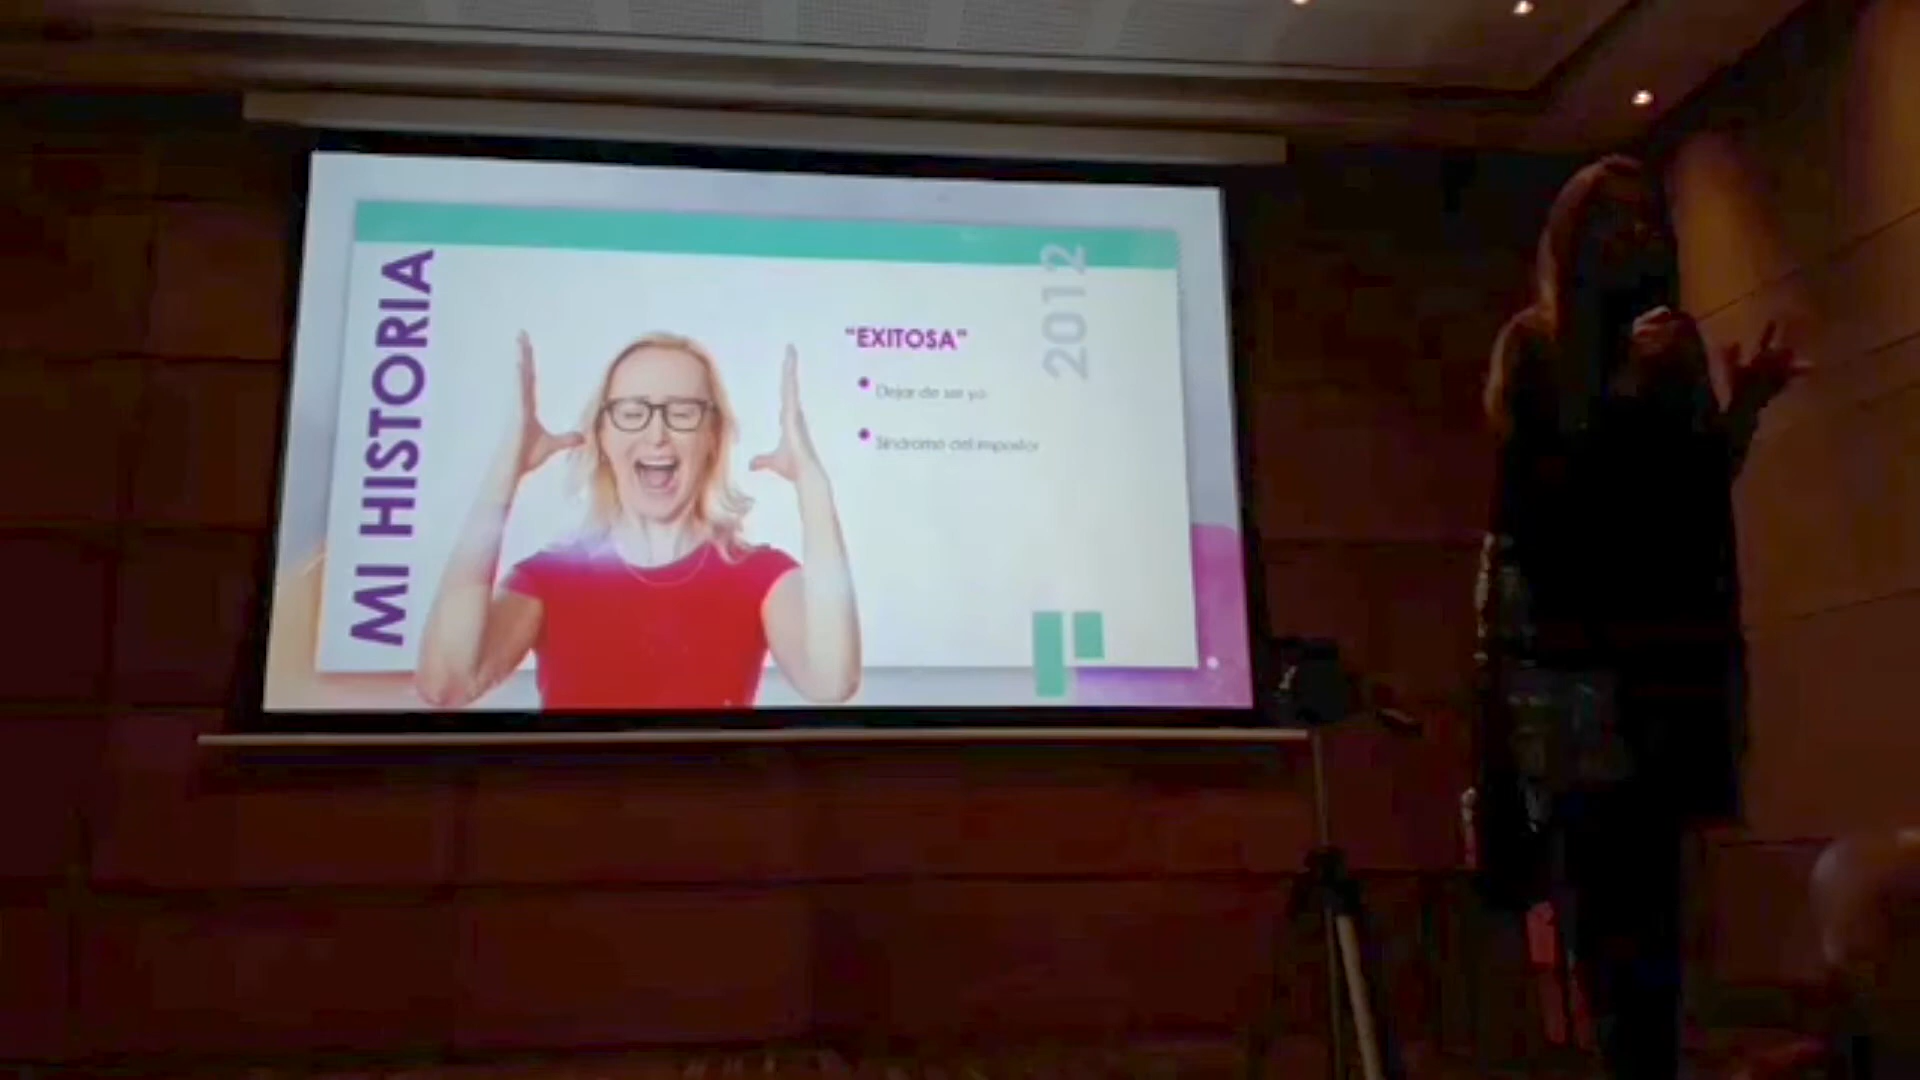 MI HISTORIA
2012
"EXITOSA"
Dejar de ser yo
Síndrome del impostor